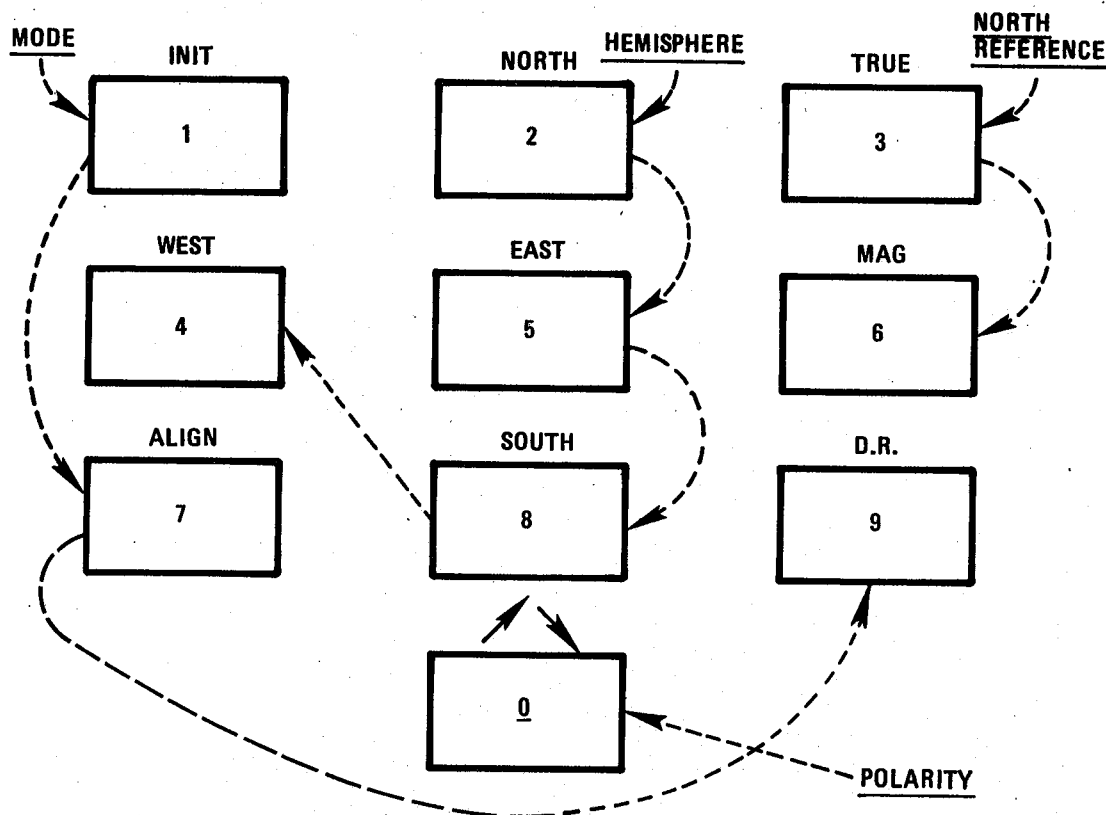 MODE
INIT
NORTH
HEMISPHERE
TRUE
NORTH
REFERENCE
1
2
3
WEST
EAST
MAG
4
5
6
ALIGN
SOUTH
D.R.
7
8
9
0
POLARITY